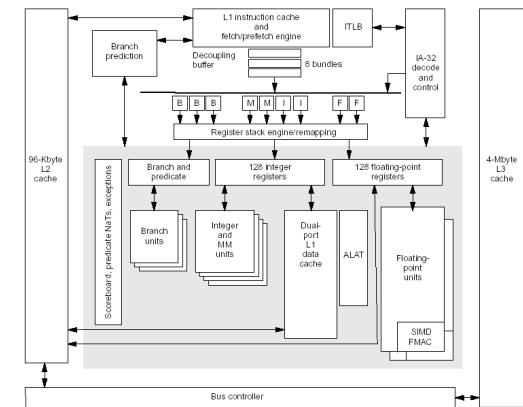 L1 instruction cache
and
fetch/prefetch engine
ITLB
Branch
prediction
Decoupling
buffer
8 bundles
IA-32
decode
and
control
B B B M M I I F F
Register stack engine/remapping
96-Kbyte
L2
cache
4-Mbyte
L3
cache
Scoreboard, predicate NaTs, exceptions
Branch and
predicate
128 integer
registers
128 floating-point
registers
Branch
units
Integer
and
MM
units
Dual-
port
L1
data
cache
ALAT
Floating-
point
units
SIMD
FMAC
Bus controller